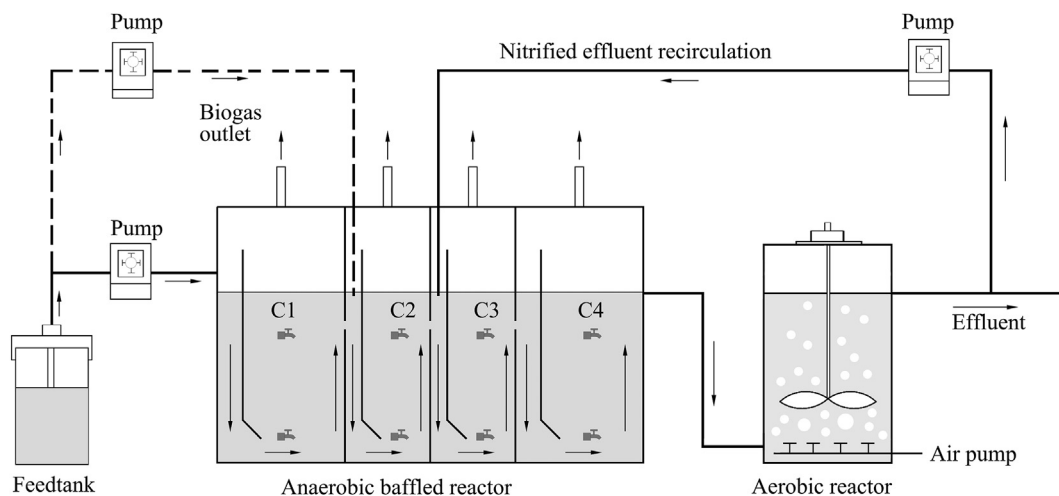 Pump
Pump
Nitrified effluent recirculation
Biogas
outlet
Pump
C1
C2
C3
C4
Effluent
Air pump
Feedtank
Anaerobic baffled reactor
Aerobic reactor